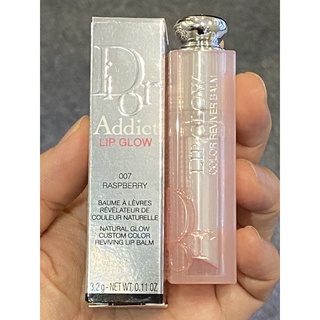 Dior
Addict
LIP GLOW
007
RASPBERRY
BAUME À LÈVRES
RÉVÉLATEUR DE
COULEUR NATURELLE
NATURAL GLOW
CUSTOM COLOR
REVIVING LIP BALM
3.2g - NET WT. 0.11 OZ.
LIP GLOW
COLOR REVIVER BALM
Dior